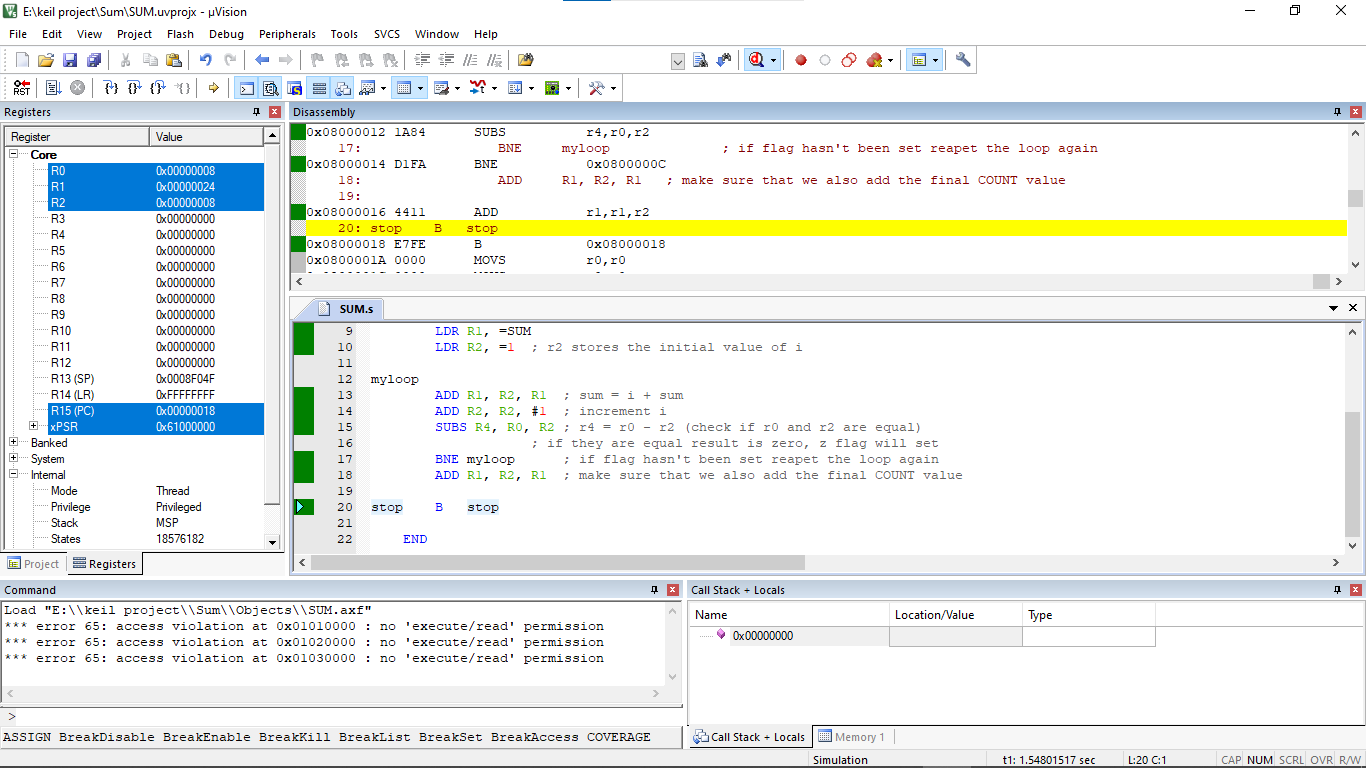 E:\keil project\Sum\SUM.uvprojx - µVision
File Edit View Project Flash Debug Peripherals Tools SVCS Window Help
RST
Registers
Register Value
Core
R0 0x00000008
R1 0x00000024
R2 0x00000008
R3 0x00000000
R4 0x00000000
R5 0x00000000
R6 0x00000000
R7 0x00000000
R8 0x00000000
R9 0x00000000
R10 0x00000000
R11 0x00000000
R12 0x00000000
R13 (SP) 0x0008F04F
R14 (LR) 0xFFFFFFFF
R15 (PC) 0x00000018
xPSR 0x61000000
Banked
System
Internal
Mode Thread
Privilege Privileged
Stack MSP
States 18576182
Project Registers
Disassembly
0x08000012 1A84 SUBS r4,r0,r2
17: BNE myloop ; if flag hasn't been set reapet the loop again
0x08000014 D1FA BNE 0x0800000C
18: ADD R1, R2, R1 ; make sure that we also add the final COUNT value
19:
0x08000016 4411 ADD r1,r1,r2
20: stop B stop
0x08000018 E7FE B 0x08000018
0x0800001A 0000 MOVS r0,r0
SUM.s
9 LDR R1, =SUM
10 LDR R2, =1 ; r2 stores the initial value of i
11
12 myloop
13 ADD R1, R2, R1 ; sum = i + sum
14 ADD R2, R2, #1 ; increment i
15 SUBS R4, R0, R2 ; r4 = r0 - r2 (check if r0 and r2 are equal)
16 ; if they are equal result is zero, z flag will set
17 BNE myloop ; if flag hasn't been set reapet the loop again
18 ADD R1, R2, R1 ; make sure that we also add the final COUNT value
19
20 stop B stop
21
22 END
Command
Load "E:\\keil project\\Sum\\Objects\\SUM.axf"
*** error 65: access violation at 0x01010000 : no 'execute/read' permission
*** error 65: access violation at 0x01020000 : no 'execute/read' permission
*** error 65: access violation at 0x01030000 : no 'execute/read' permission
>
ASSIGN BreakDisable BreakEnable BreakKill BreakList BreakSet BreakAccess COVERAGE
Call Stack + Locals
Name Location/Value Type
0x00000000
Call Stack + Locals Memory 1
Simulation t1: 1.54801517 sec L:20 C:1 CAP NUM SCRL OVR R/W